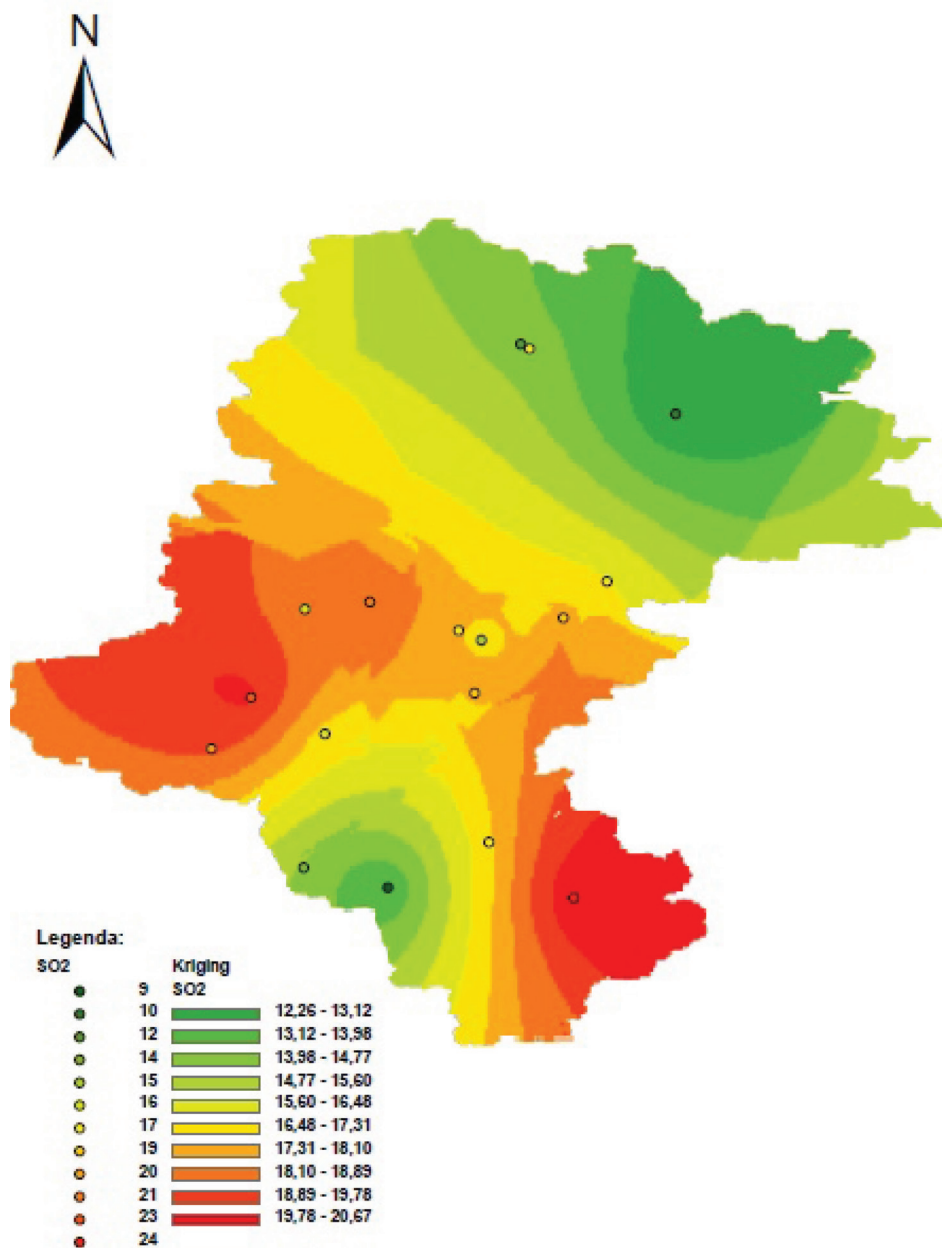 N
Legenda:
SO2 Kriging
9 SO2
10 12,26 - 13,12
12 13,12 - 13,98
14 13,98 - 14,77
15 14,77 - 15,60
16 15,60 - 16,48
17 16,48 - 17,31
19 17,31 - 18,10
20 18,10 - 18,89
21 18,89 - 19,78
23 19,78 - 20,67
24